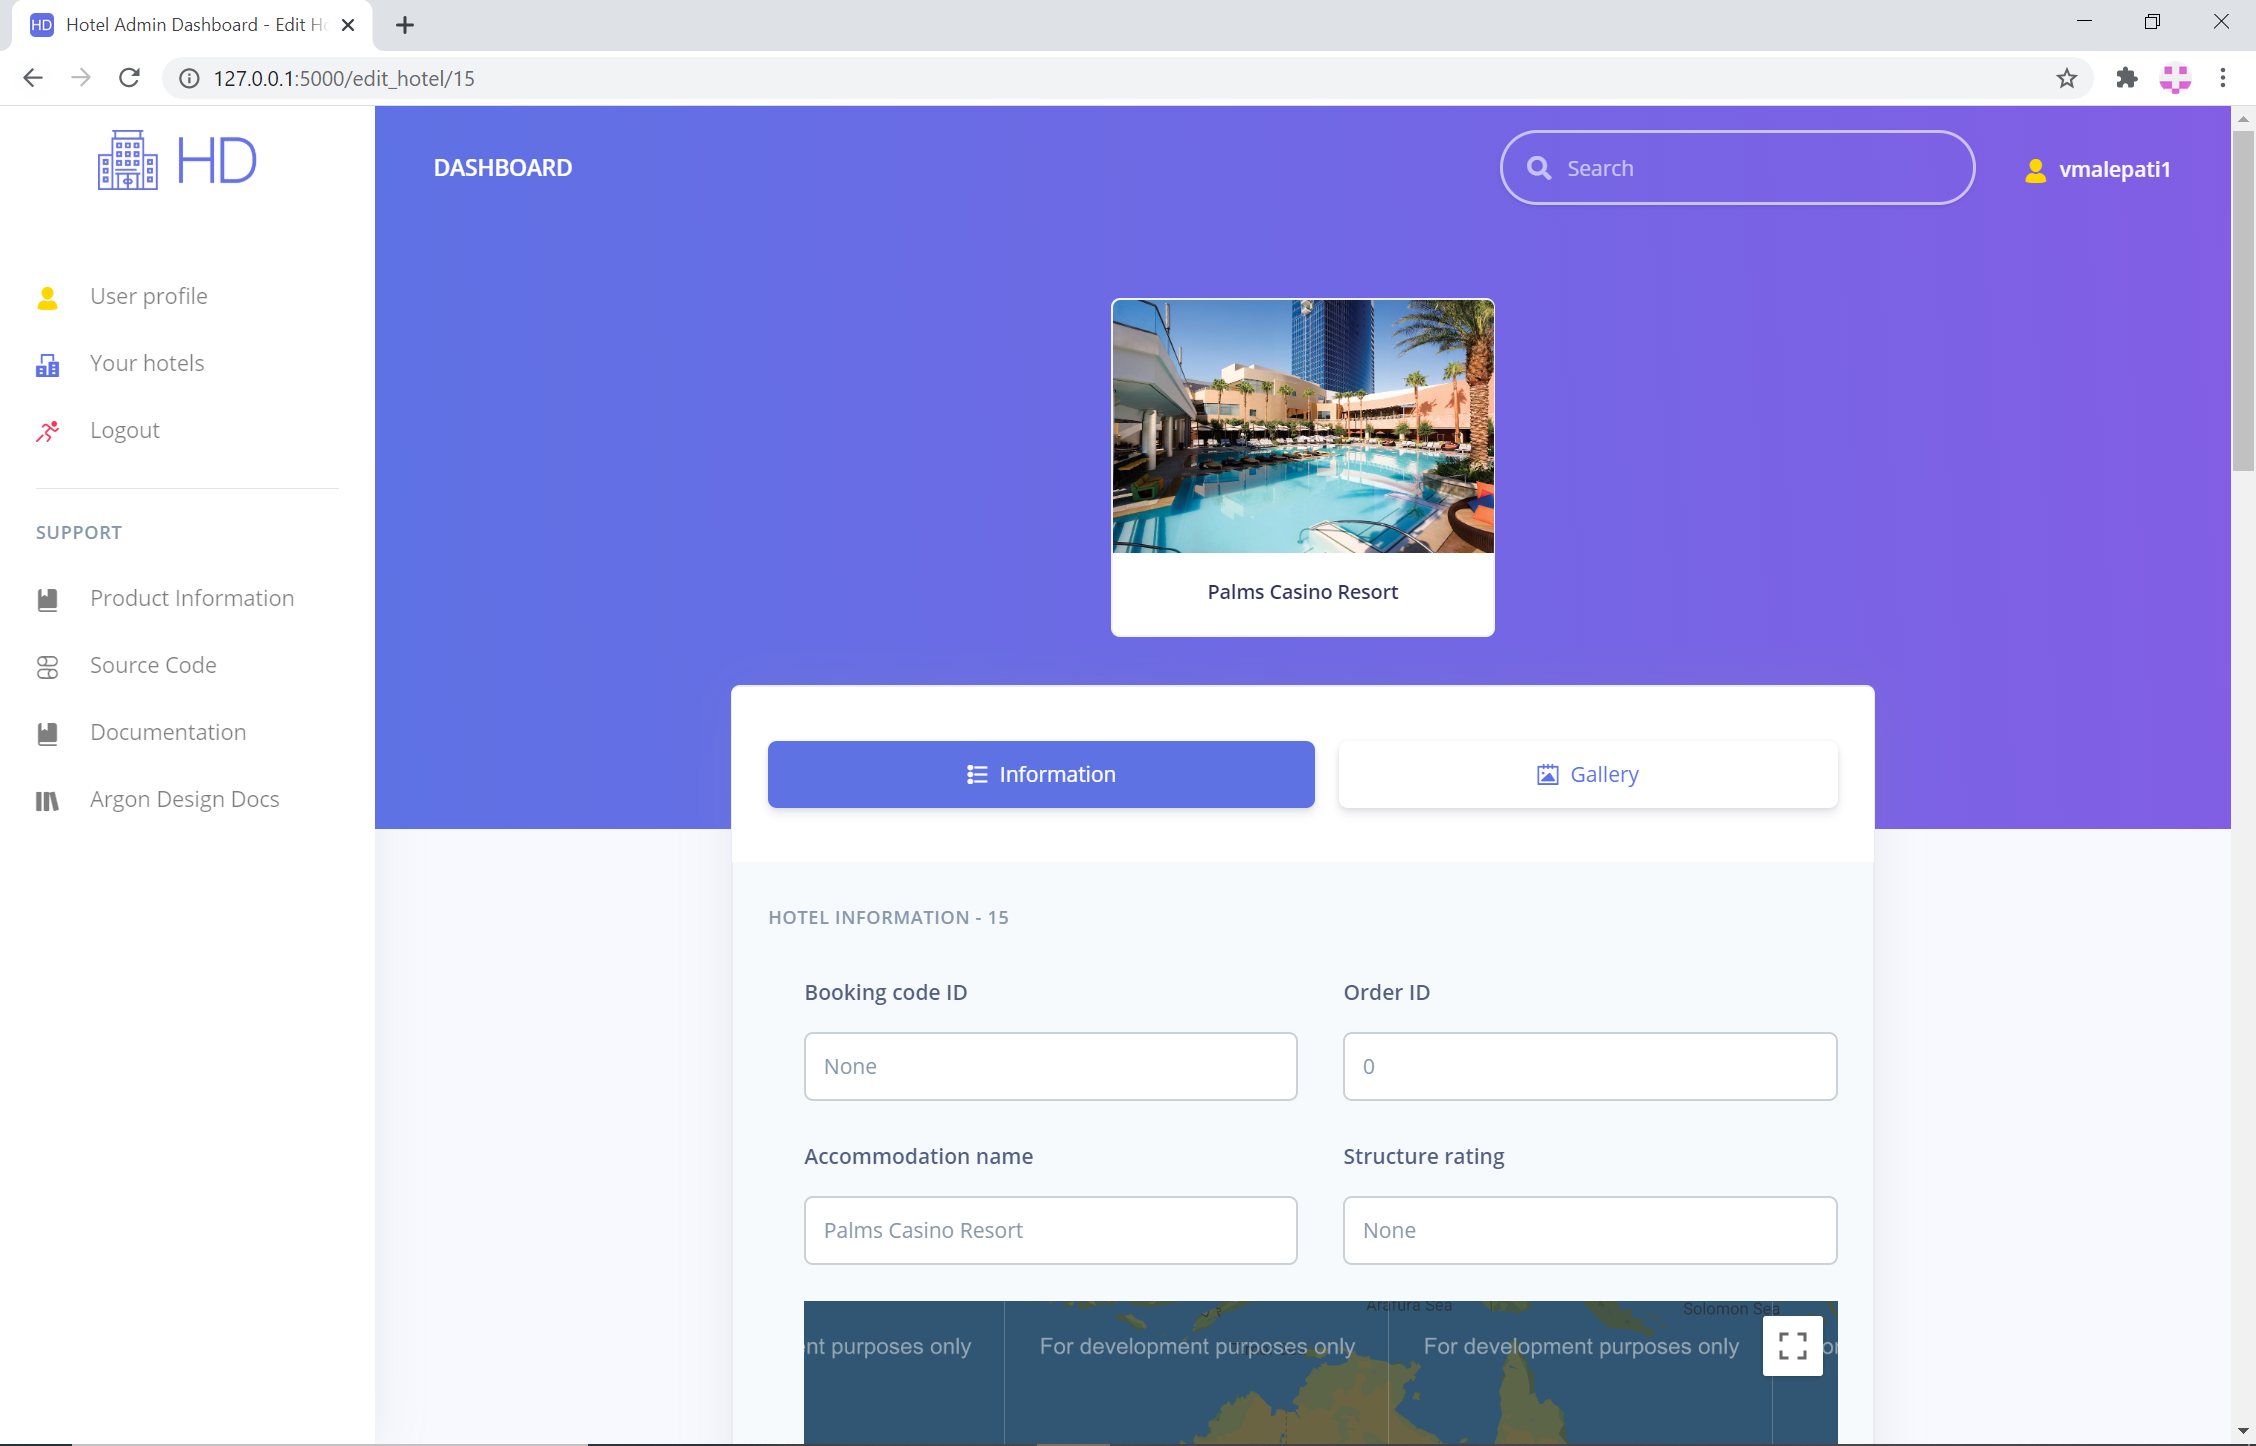 HD Hotel Admin Dashboard - Edit Ho
127.0.0.1:5000/edit_hotel/15
HD
DASHBOARD
Search
vmalepati1
User profile
Your hotels
Logout
SUPPORT
Product Information
Source Code
Documentation
Argon Design Docs
Palms Casino Resort
Information
Gallery
HOTEL INFORMATION - 15
Booking code ID
Order ID
None
0
Accommodation name
Structure rating
Palms Casino Resort
None
Arafura Sea
Solomon Sea
nt purposes only
For development purposes only
For development purposes only